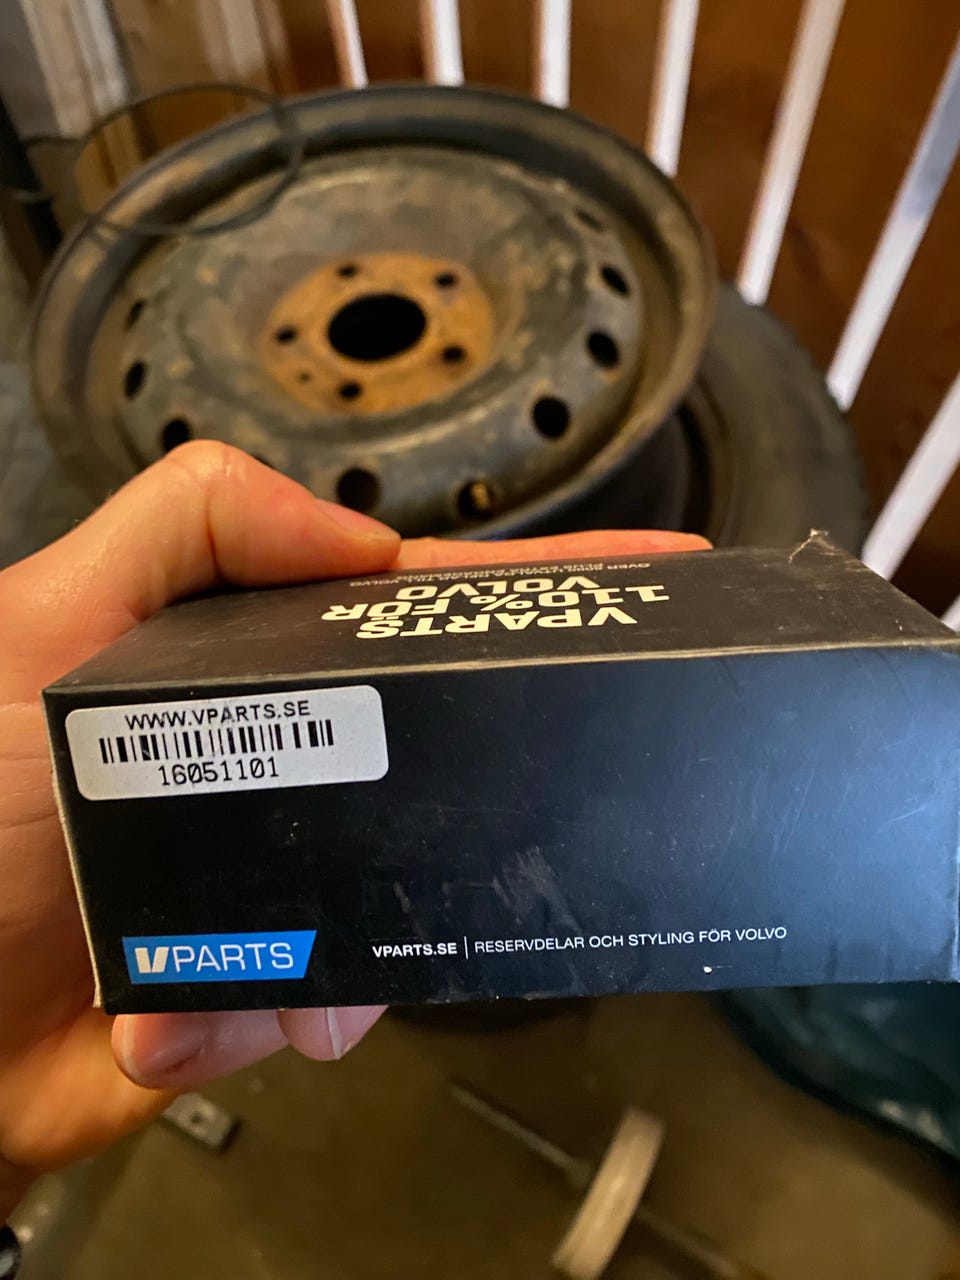 VPARTS
110% FÖR
VOLVO
WWW.VPARTS.SE
16051101
VPARTS
VPARTS.SE | RESERVDELAR OCH STYLING FÖR VOLVO